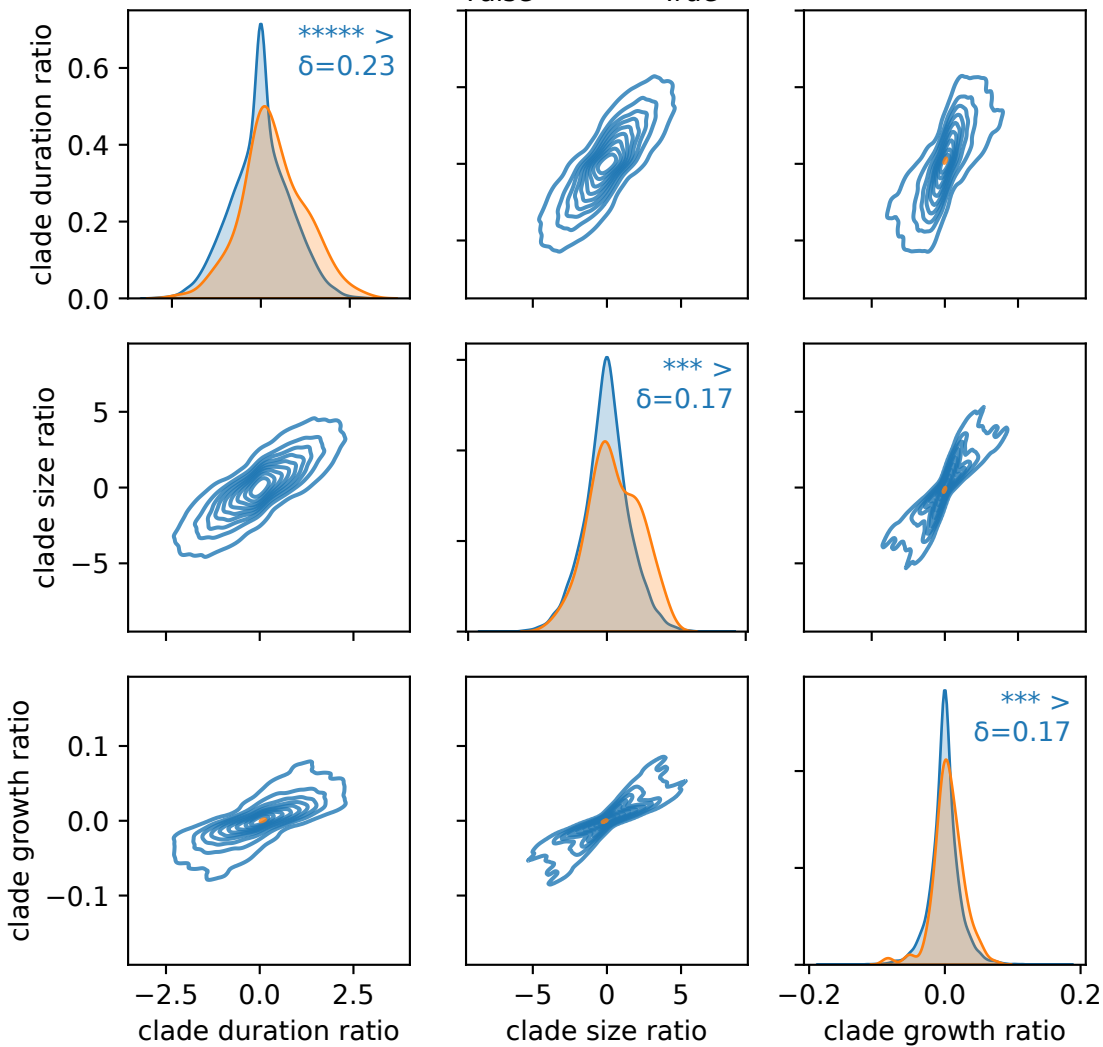 ***** >
δ=0.23
clade duration ratio
0.6
0.4
0.2
0.0
*** >
δ=0.17
clade size ratio
5
0
−5
*** >
δ=0.17
clade growth ratio
0.1
0.0
−0.1
−2.5 0.0 2.5
−5 0 5
−0.2 0.0 0.2
clade duration ratio
clade size ratio
clade growth ratio